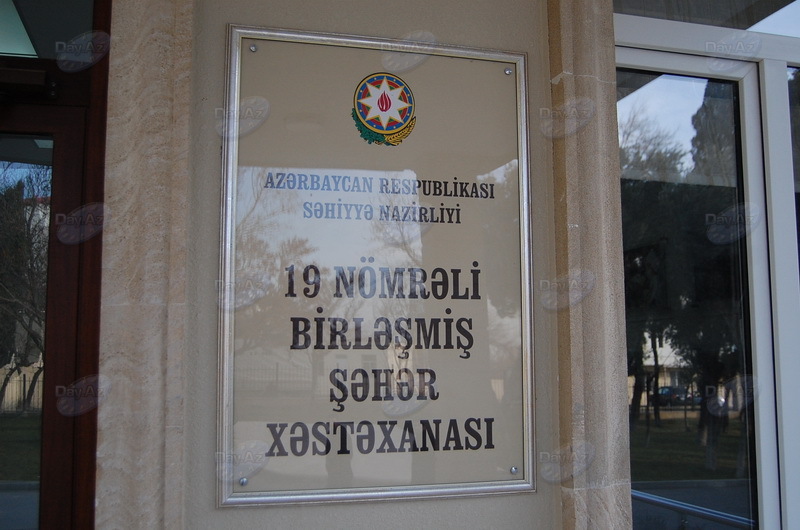 AZƏRBAYCAN RESPUBLİKASI
SƏHİYYƏ NAZİRLİYİ
19 NÖMRƏLİ
BİRLƏŞMİŞ
ŞƏHƏR
XƏSTƏXANASI